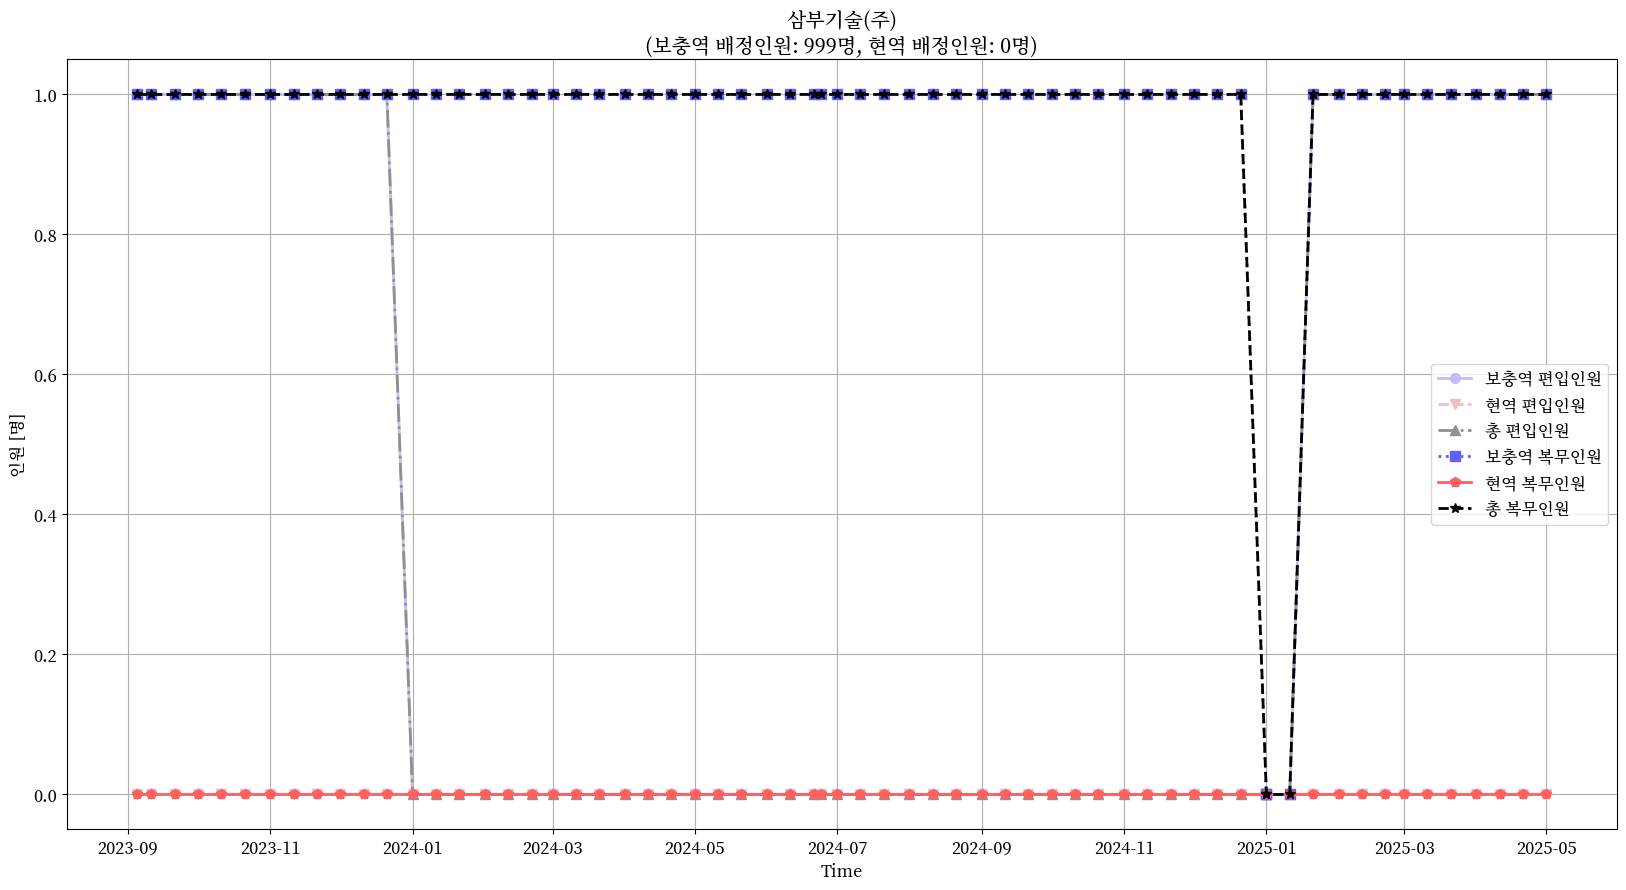 삼부기술(주)
(보충역 배정인원: 999명, 현역 배정인원: 0명)
인원 [명]
1.0
0.8
0.6
0.4
0.2
0.0
보충역 편입인원
현역 편입인원
총 편입인원
보충역 복무인원
현역 복무인원
총 복무인원
2023-09 2023-11 2024-01 2024-03 2024-05 2024-07 2024-09 2024-11 2025-01 2025-03 2025-05
Time